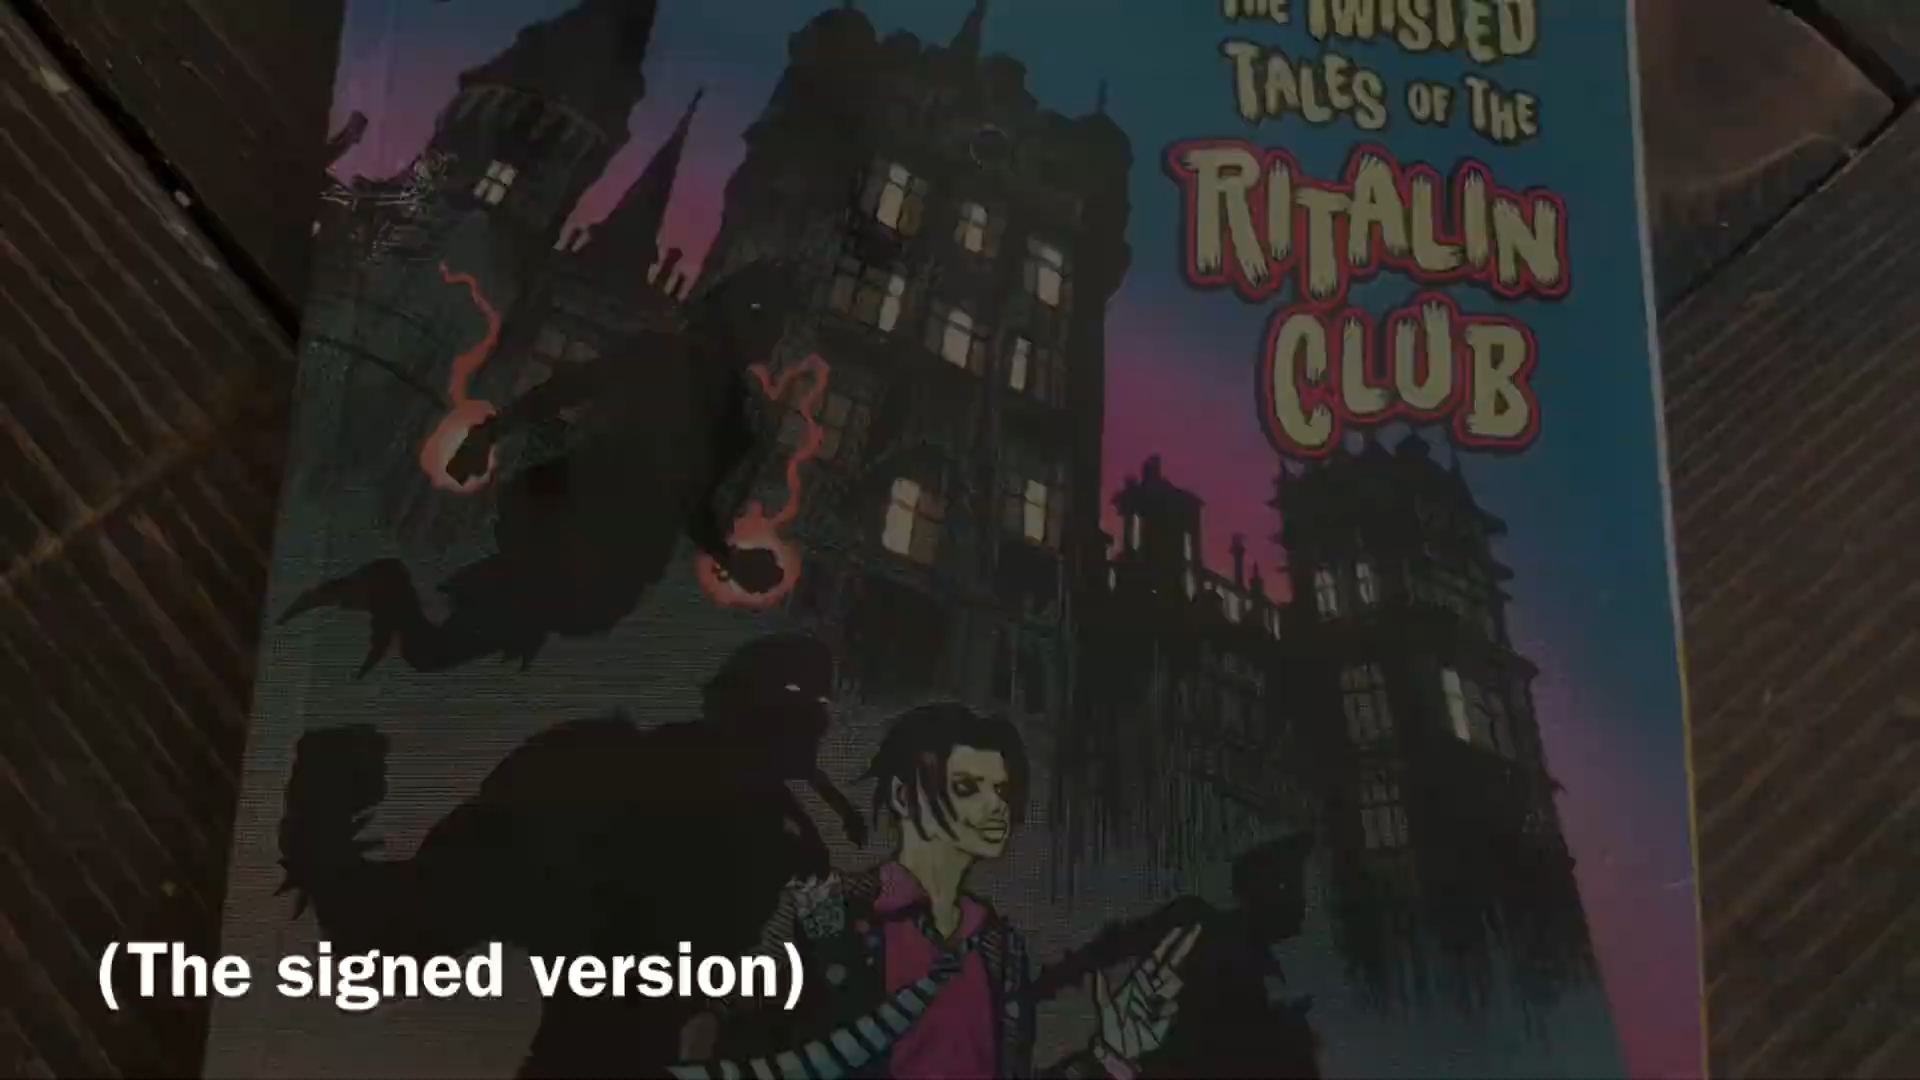 THE TWISTED
TALES OF THE
RITALIN
CLUB
(The signed version)